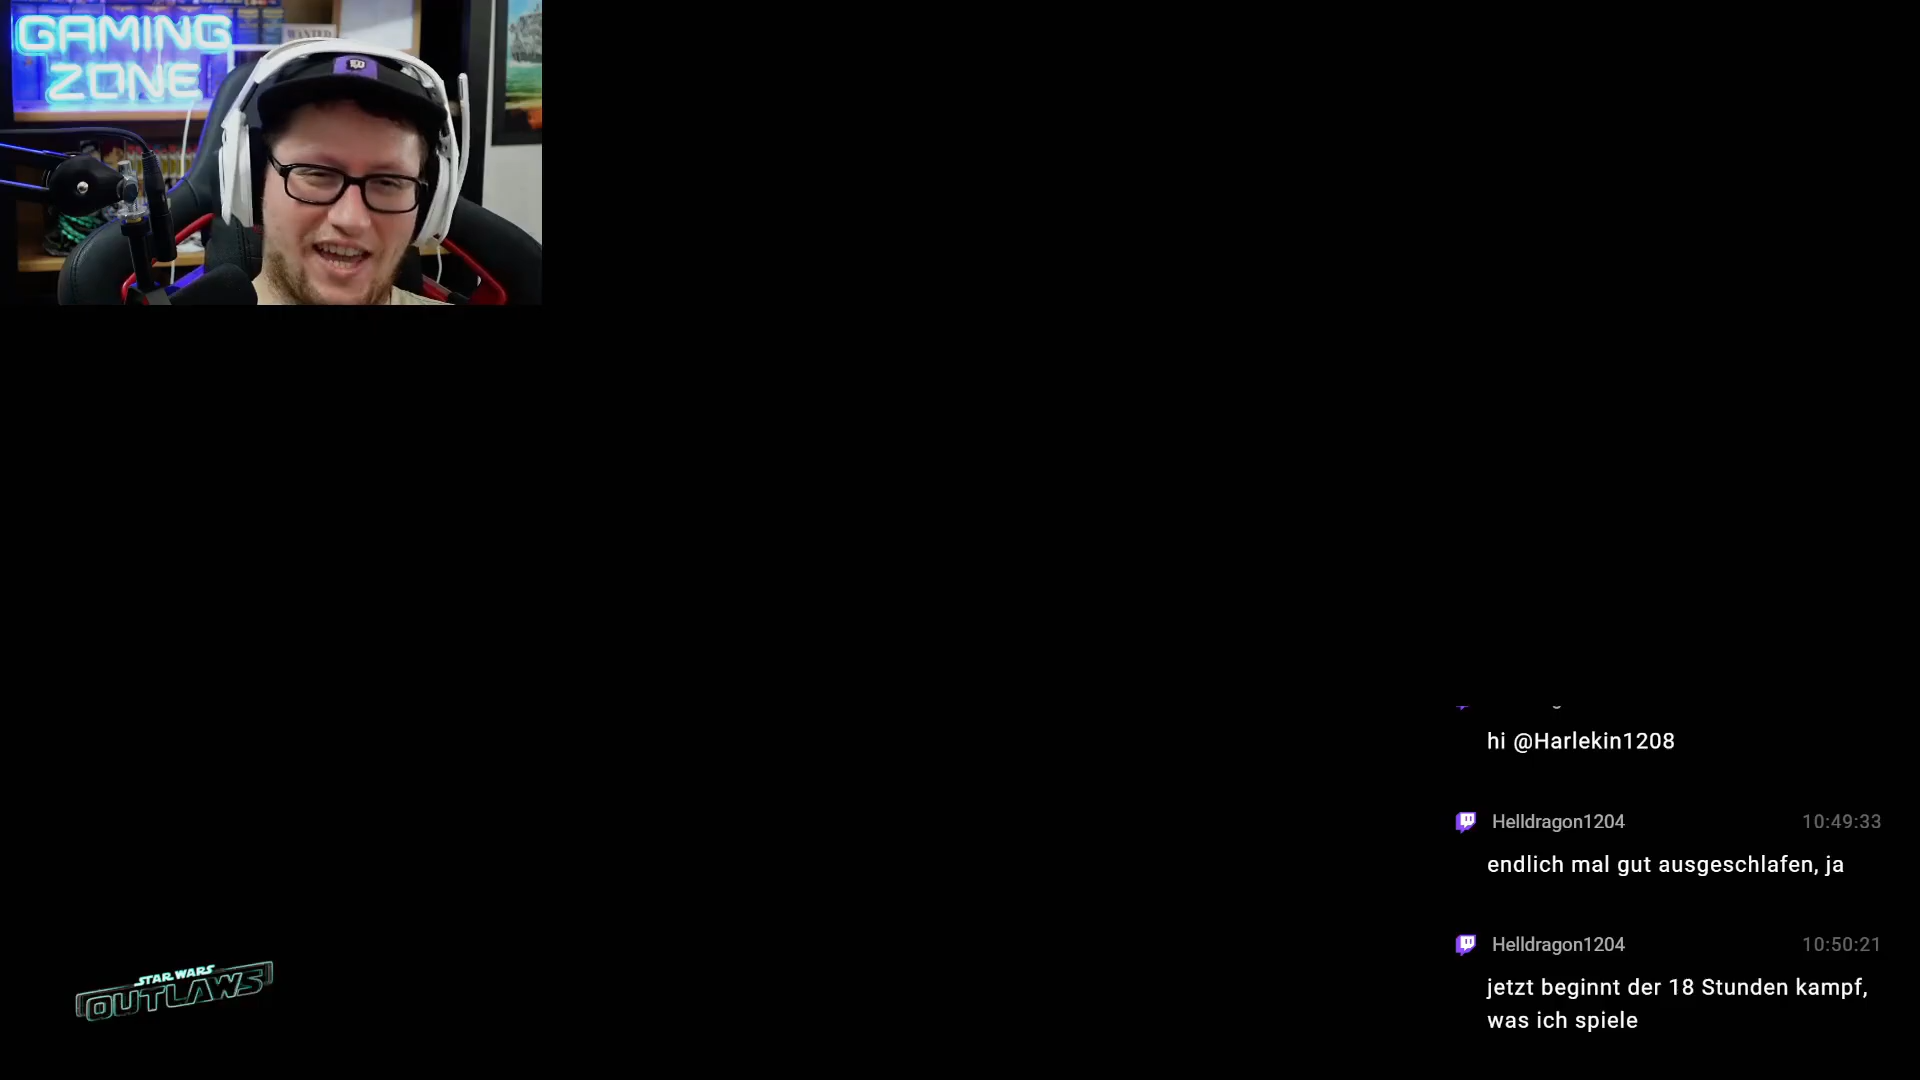 GAMING
ZONE
WANTED
hi @Harlekin1208
Helldragon1204 10:49:33
endlich mal gut ausgeschlafen, ja
Helldragon1204 10:50:21
jetzt beginnt der 18 Stunden kampf,
was ich spiele
STAR WARS
OUTLAWS